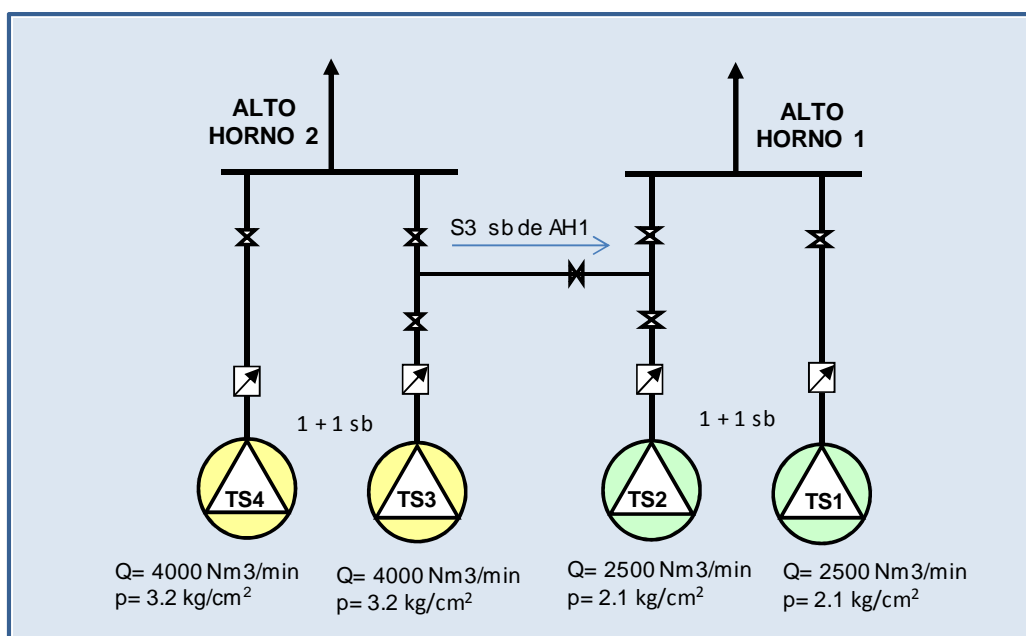 ALTO
HORNO 2
ALTO
HORNO 1
S3 sb de AH1
1 + 1 sb
1 + 1 sb
TS4
TS3
TS2
TS1
Q= 4000 Nm3/min
p= 3.2 kg/cm²
Q= 4000 Nm3/min
p= 3.2 kg/cm²
Q= 2500 Nm3/min
p= 2.1 kg/cm²
Q= 2500 Nm3/min
p= 2.1 kg/cm²